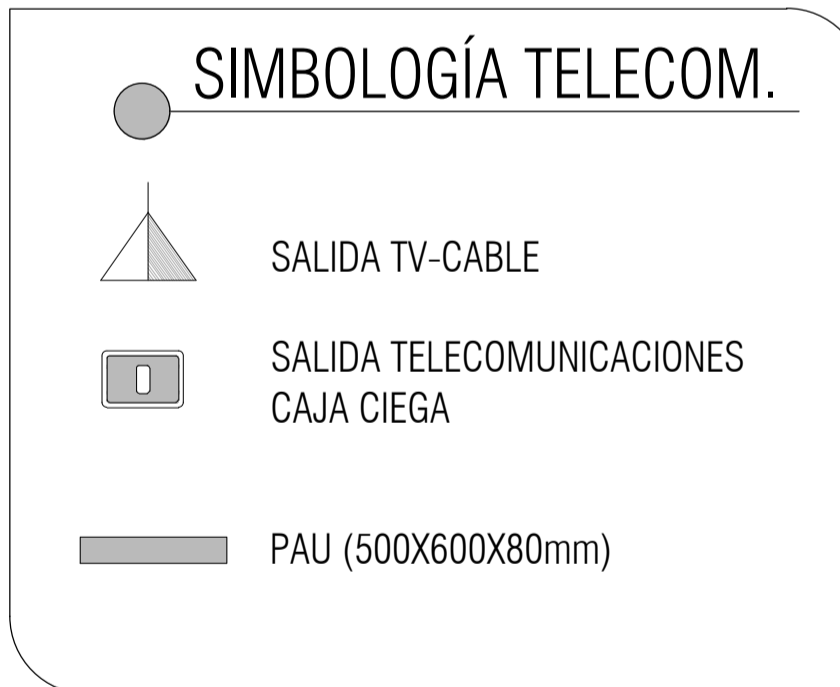 SIMBOLOGÍA TELECOM.
SALIDA TV-CABLE
SALIDA TELECOMUNICACIONES
CAJA CIEGA
PAU (500X600X80mm)